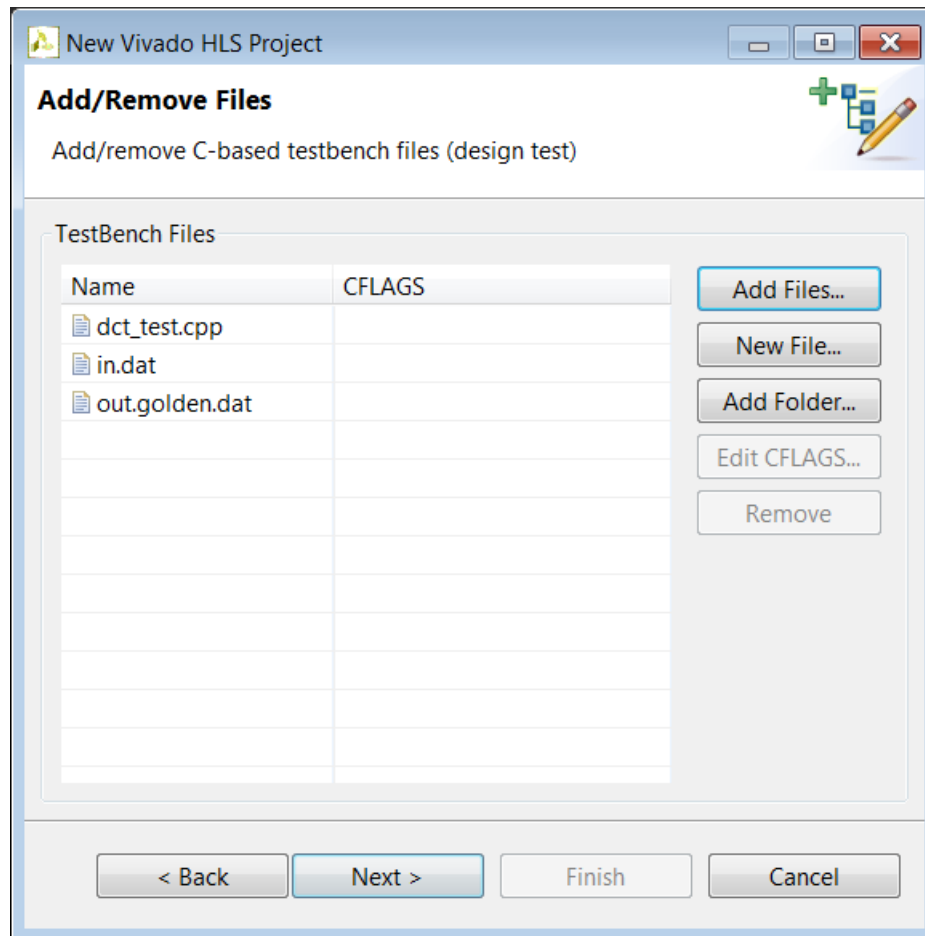 New Vivado HLS Project
Add/Remove Files
Add/remove C-based testbench files (design test)
TestBench Files
Name CFLAGS
dct_test.cpp
in.dat
out.golden.dat
Add Files...
New File...
Add Folder...
Edit CFLAGS...
Remove
< Back Next > Finish Cancel